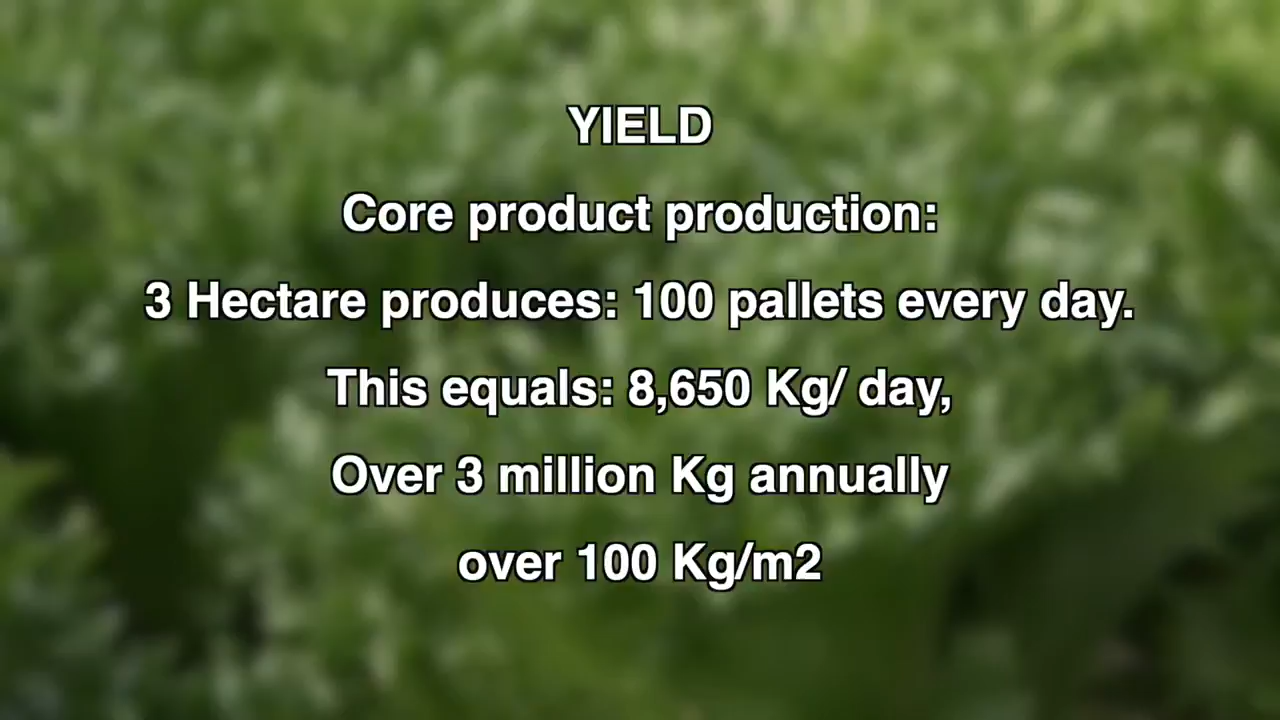 YIELD
Core product production:
3 Hectare produces: 100 pallets every day.
This equals: 8,650 Kg/ day,
Over 3 million Kg annually
over 100 Kg/m2